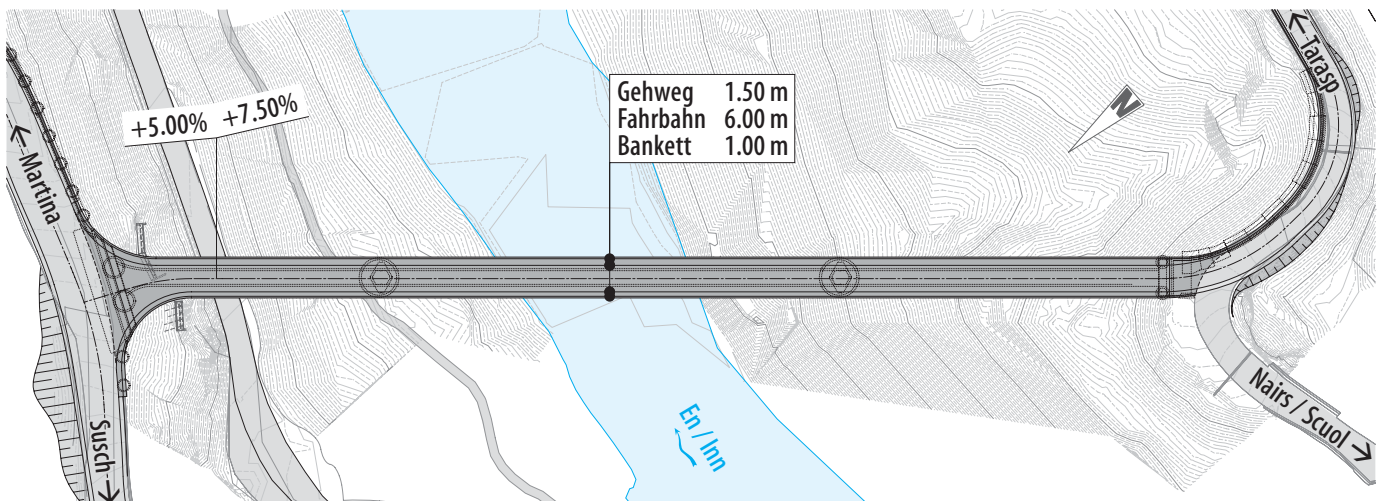 Gehweg 1.50 m
Fahrbahn 6.00 m
Bankett 1.00 m
+5.00% +7.50%
← Martina
Susch →
← Tarasp
N
En / Inn
Nairs / Scuol →